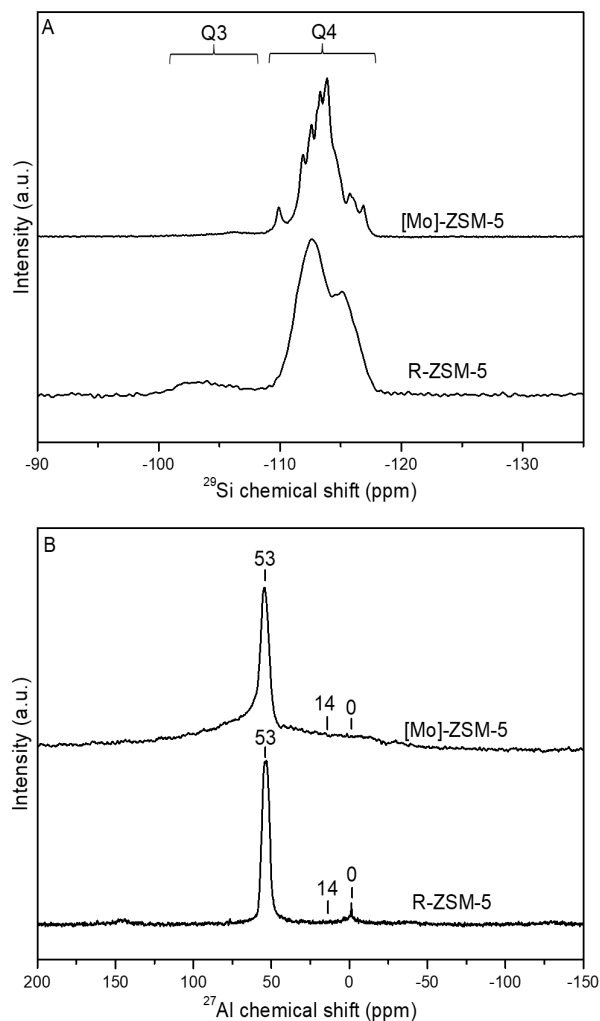 A
Q3 Q4
[Mo]-ZSM-5
R-ZSM-5
Intensity (a.u.)
-90 -100 -110 -120 -130
²⁹Si chemical shift (ppm)
B
53
14 0
[Mo]-ZSM-5
53
14 0
R-ZSM-5
Intensity (a.u.)
200 150 100 50 0 -50 -100 -150
²⁷Al chemical shift (ppm)